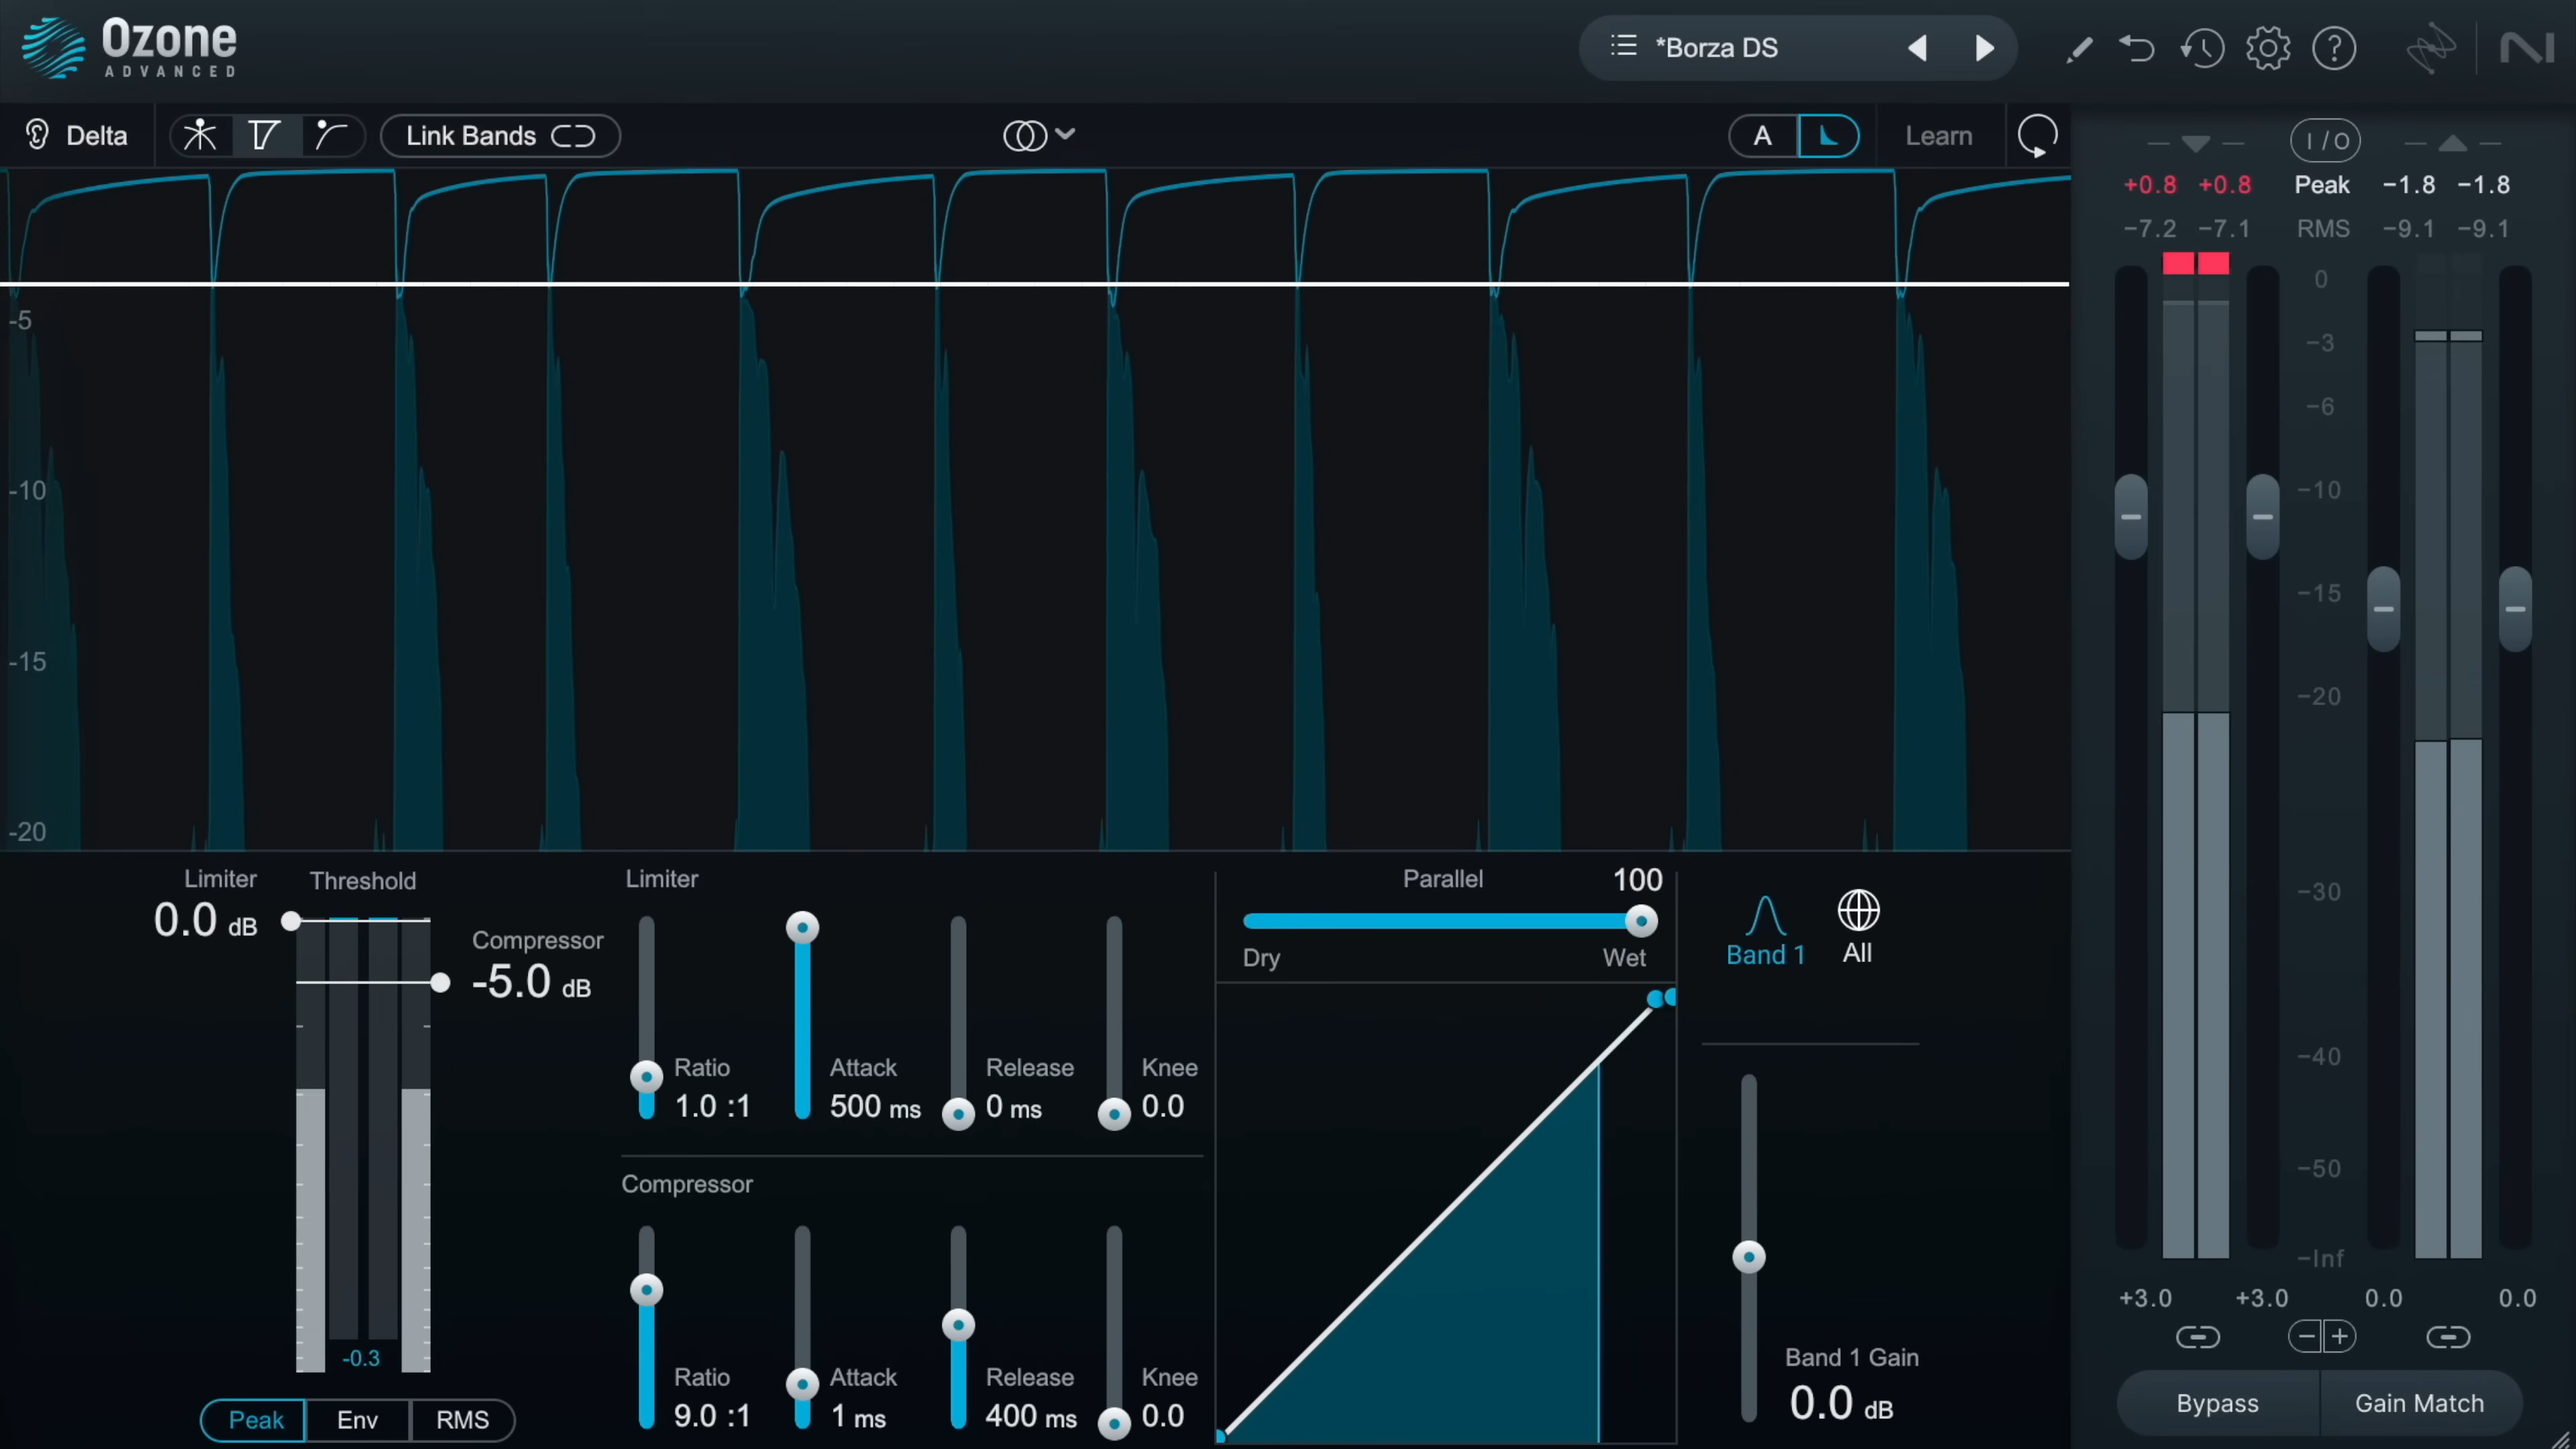 Ozone
ADVANCED
*Borza DS
Delta
Link Bands
A
Learn
I / O
+0.8 +0.8 Peak −1.8 −1.8
−7.2 −7.1 RMS −9.1 −9.1
-5
-10
-15
-20
0
−3
−6
−10
−15
−20
−30
−40
−50
−Inf
+3.0 +3.0 0.0 0.0
Bypass
Gain Match
Limiter
0.0 dB
Threshold
Compressor
-5.0 dB
-0.3
Peak Env RMS
Limiter
Ratio
1.0 :1
Attack
500 ms
Release
0 ms
Knee
0.0
Compressor
Ratio
9.0 :1
Attack
1 ms
Release
400 ms
Knee
0.0
Parallel 100
Dry Wet
Band 1
All
Band 1 Gain
0.0 dB